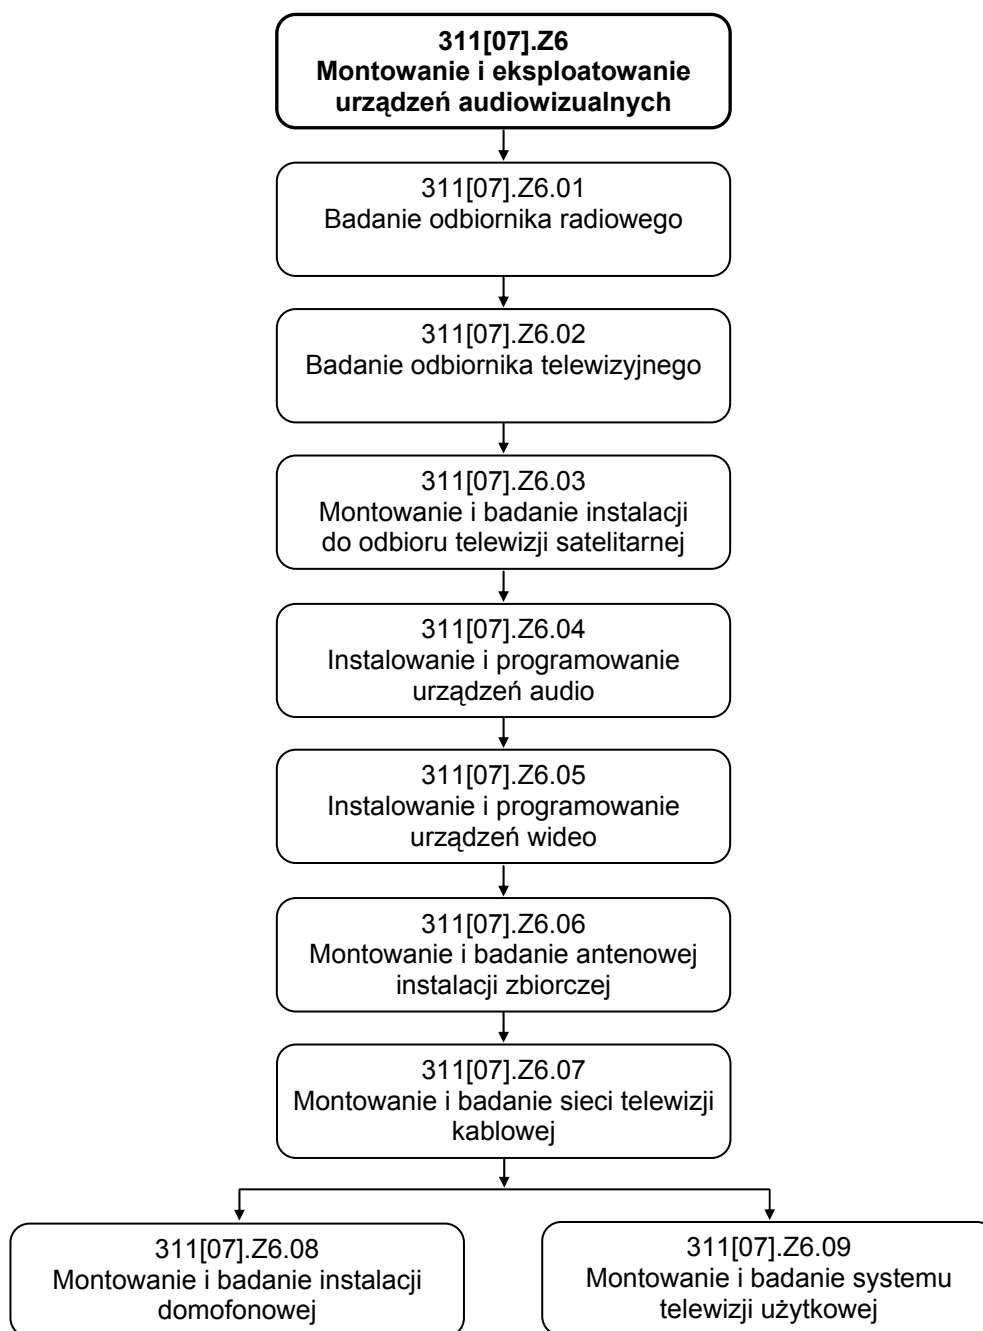 311[07].Z6
Montowanie i eksploatowanie
urządzeń audiowizualnych
311[07].Z6.01
Badanie odbiornika radiowego
311[07].Z6.02
Badanie odbiornika telewizyjnego
311[07].Z6.03
Montowanie i badanie instalacji
do odbioru telewizji satelitarnej
311[07].Z6.04
Instalowanie i programowanie
urządzeń audio
311[07].Z6.05
Instalowanie i programowanie
urządzeń wideo
311[07].Z6.06
Montowanie i badanie antenowej
instalacji zbiorczej
311[07].Z6.07
Montowanie i badanie sieci telewizji
kablowej
311[07].Z6.08
Montowanie i badanie instalacji
domofonowej
311[07].Z6.09
Montowanie i badanie systemu
telewizji użytkowej